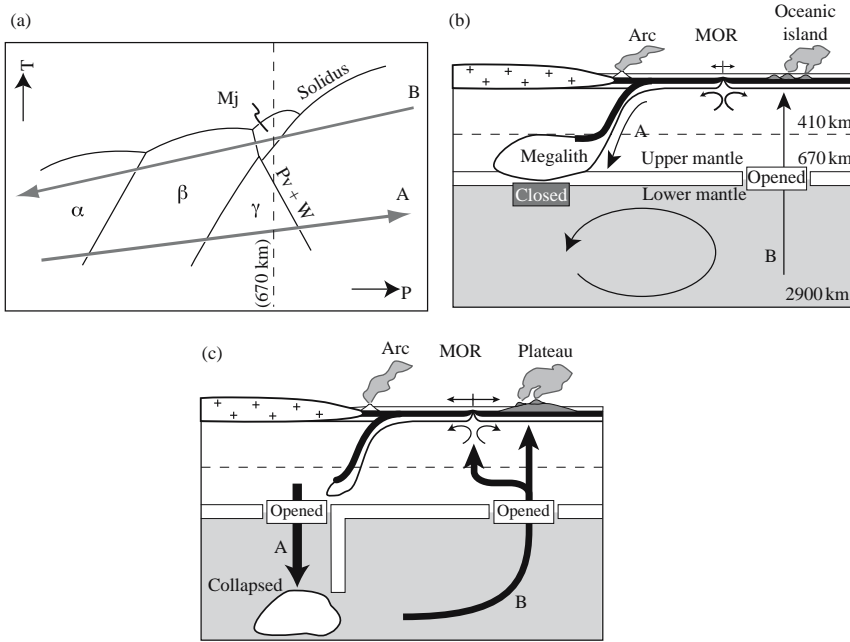 (a)
T
Mj
Solidus
B
A
α
β
γ
Pv + W
(670 km)
P
(b)
Oceanic
island
Arc
MOR
410 km
A
Megalith
Upper mantle
670 km
Closed
Lower mantle
Opened
B
2900 km
+ + + + +
(c)
Arc
MOR
Plateau
+ + + + +
Opened
Opened
A
Collapsed
B